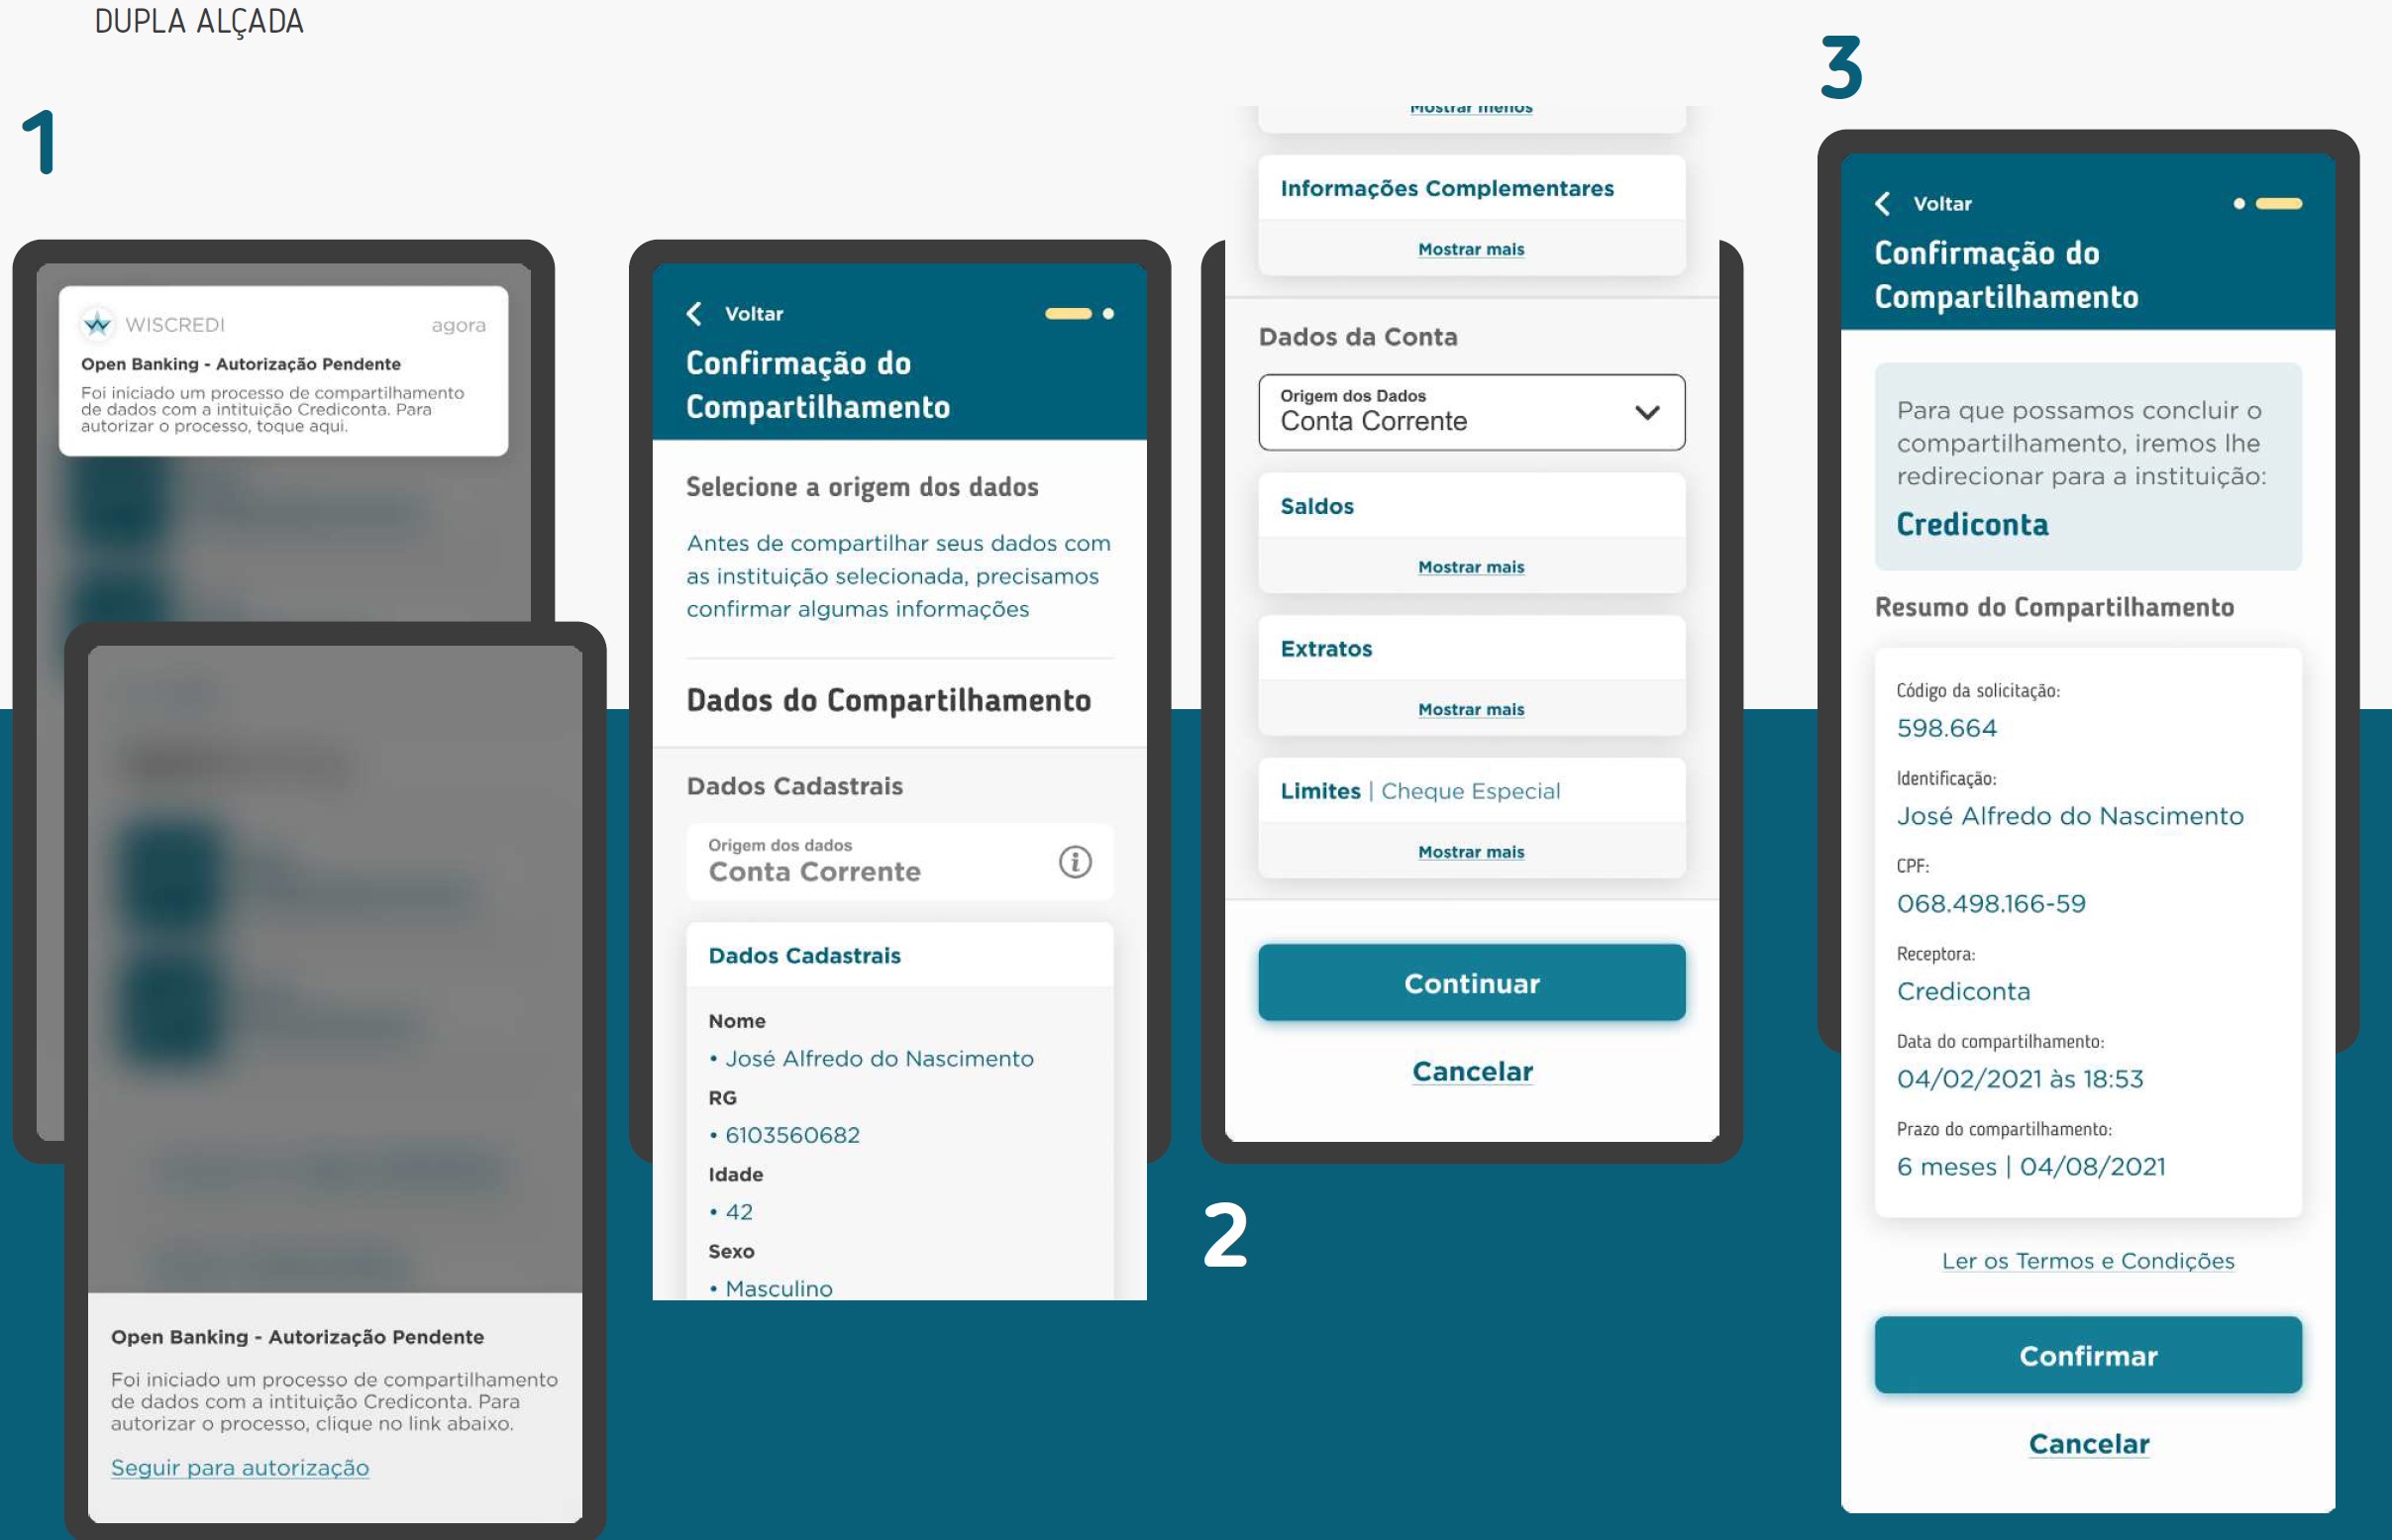 DUPLA ALÇADA
1
WISCREDI
agora
Open Banking - Autorização Pendente
Foi iniciado um processo de compartilhamento
de dados com a intituição Crediconta. Para
autorizar o processo, toque aqui.
Open Banking - Autorização Pendente
Foi iniciado um processo de compartilhamento
de dados com a intituição Crediconta. Para
autorizar o processo, clique no link abaixo.
Seguir para autorização
Voltar
Confirmação do
Compartilhamento
Selecione a origem dos dados
Antes de compartilhar seus dados com
as instituição selecionada, precisamos
confirmar algumas informações
Dados do Compartilhamento
Dados Cadastrais
Origem dos dados
Conta Corrente
Dados Cadastrais
Nome
• José Alfredo do Nascimento
RG
• 6103560682
Idade
• 42
Sexo
• Masculino
Mostrar menos
Informações Complementares
Mostrar mais
Dados da Conta
Origem dos Dados
Conta Corrente
Saldos
Mostrar mais
Extratos
Mostrar mais
Limites | Cheque Especial
Mostrar mais
Continuar
Cancelar
2
3
Voltar
Confirmação do
Compartilhamento
Para que possamos concluir o
compartilhamento, iremos lhe
redirecionar para a instituição:
Crediconta
Resumo do Compartilhamento
Código da solicitação:
598.664
Identificação:
José Alfredo do Nascimento
CPF:
068.498.166-59
Receptora:
Crediconta
Data do compartilhamento:
04/02/2021 às 18:53
Prazo do compartilhamento:
6 meses | 04/08/2021
Ler os Termos e Condições
Confirmar
Cancelar